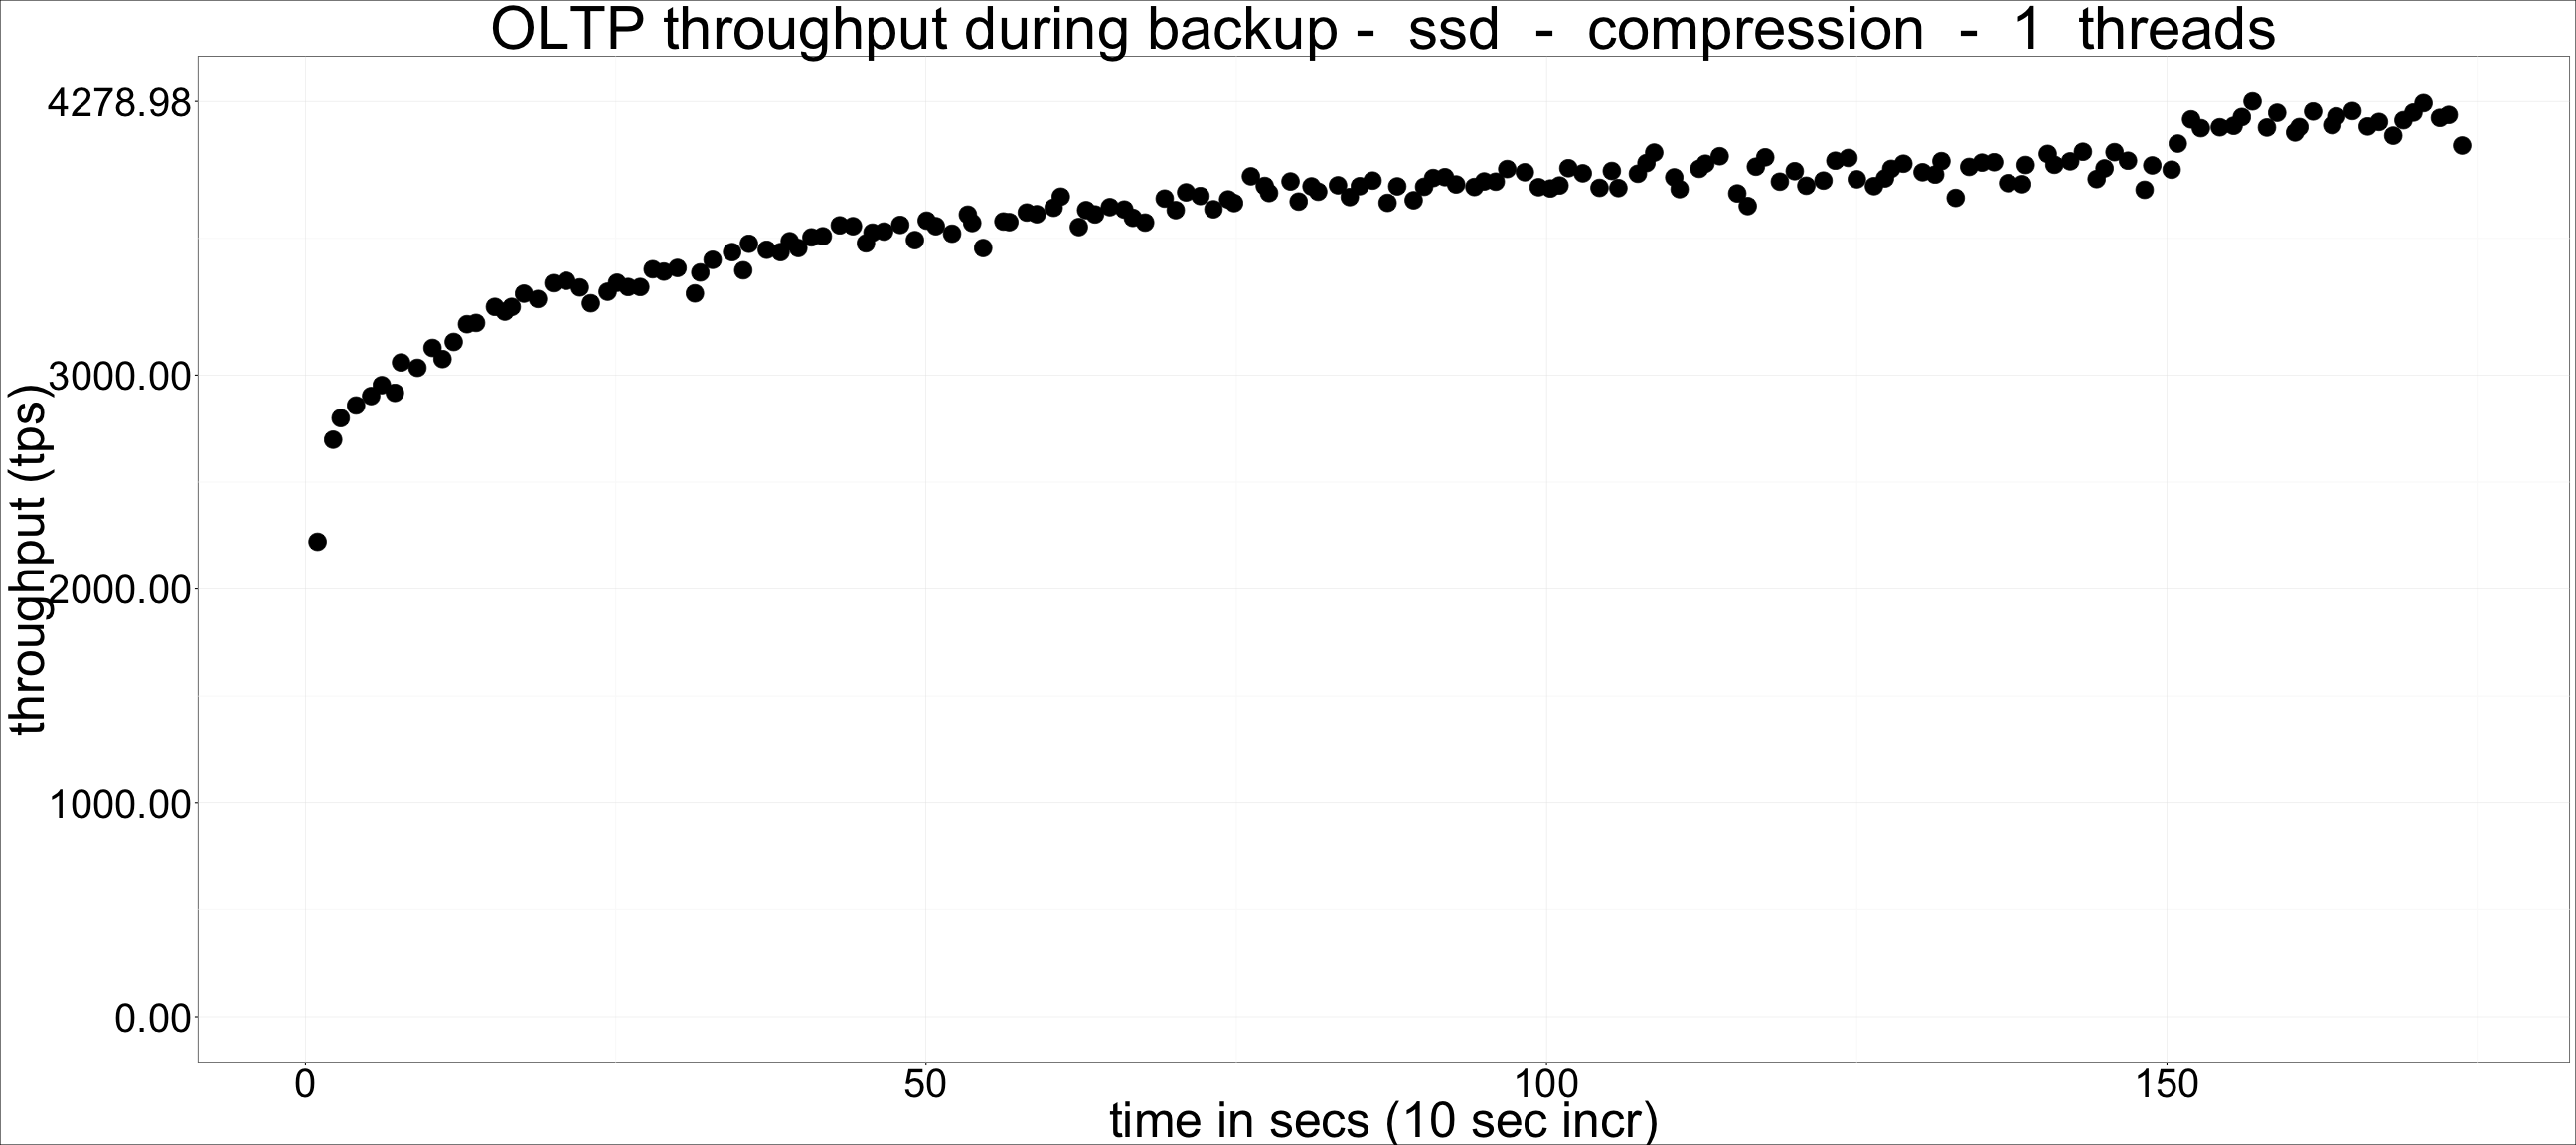 OLTP throughput during backup - ssd - compression - 1 threads
throughput (tps)
4278.98
3000.00
2000.00
1000.00
0.00
0 50 100 150
time in secs (10 sec incr)